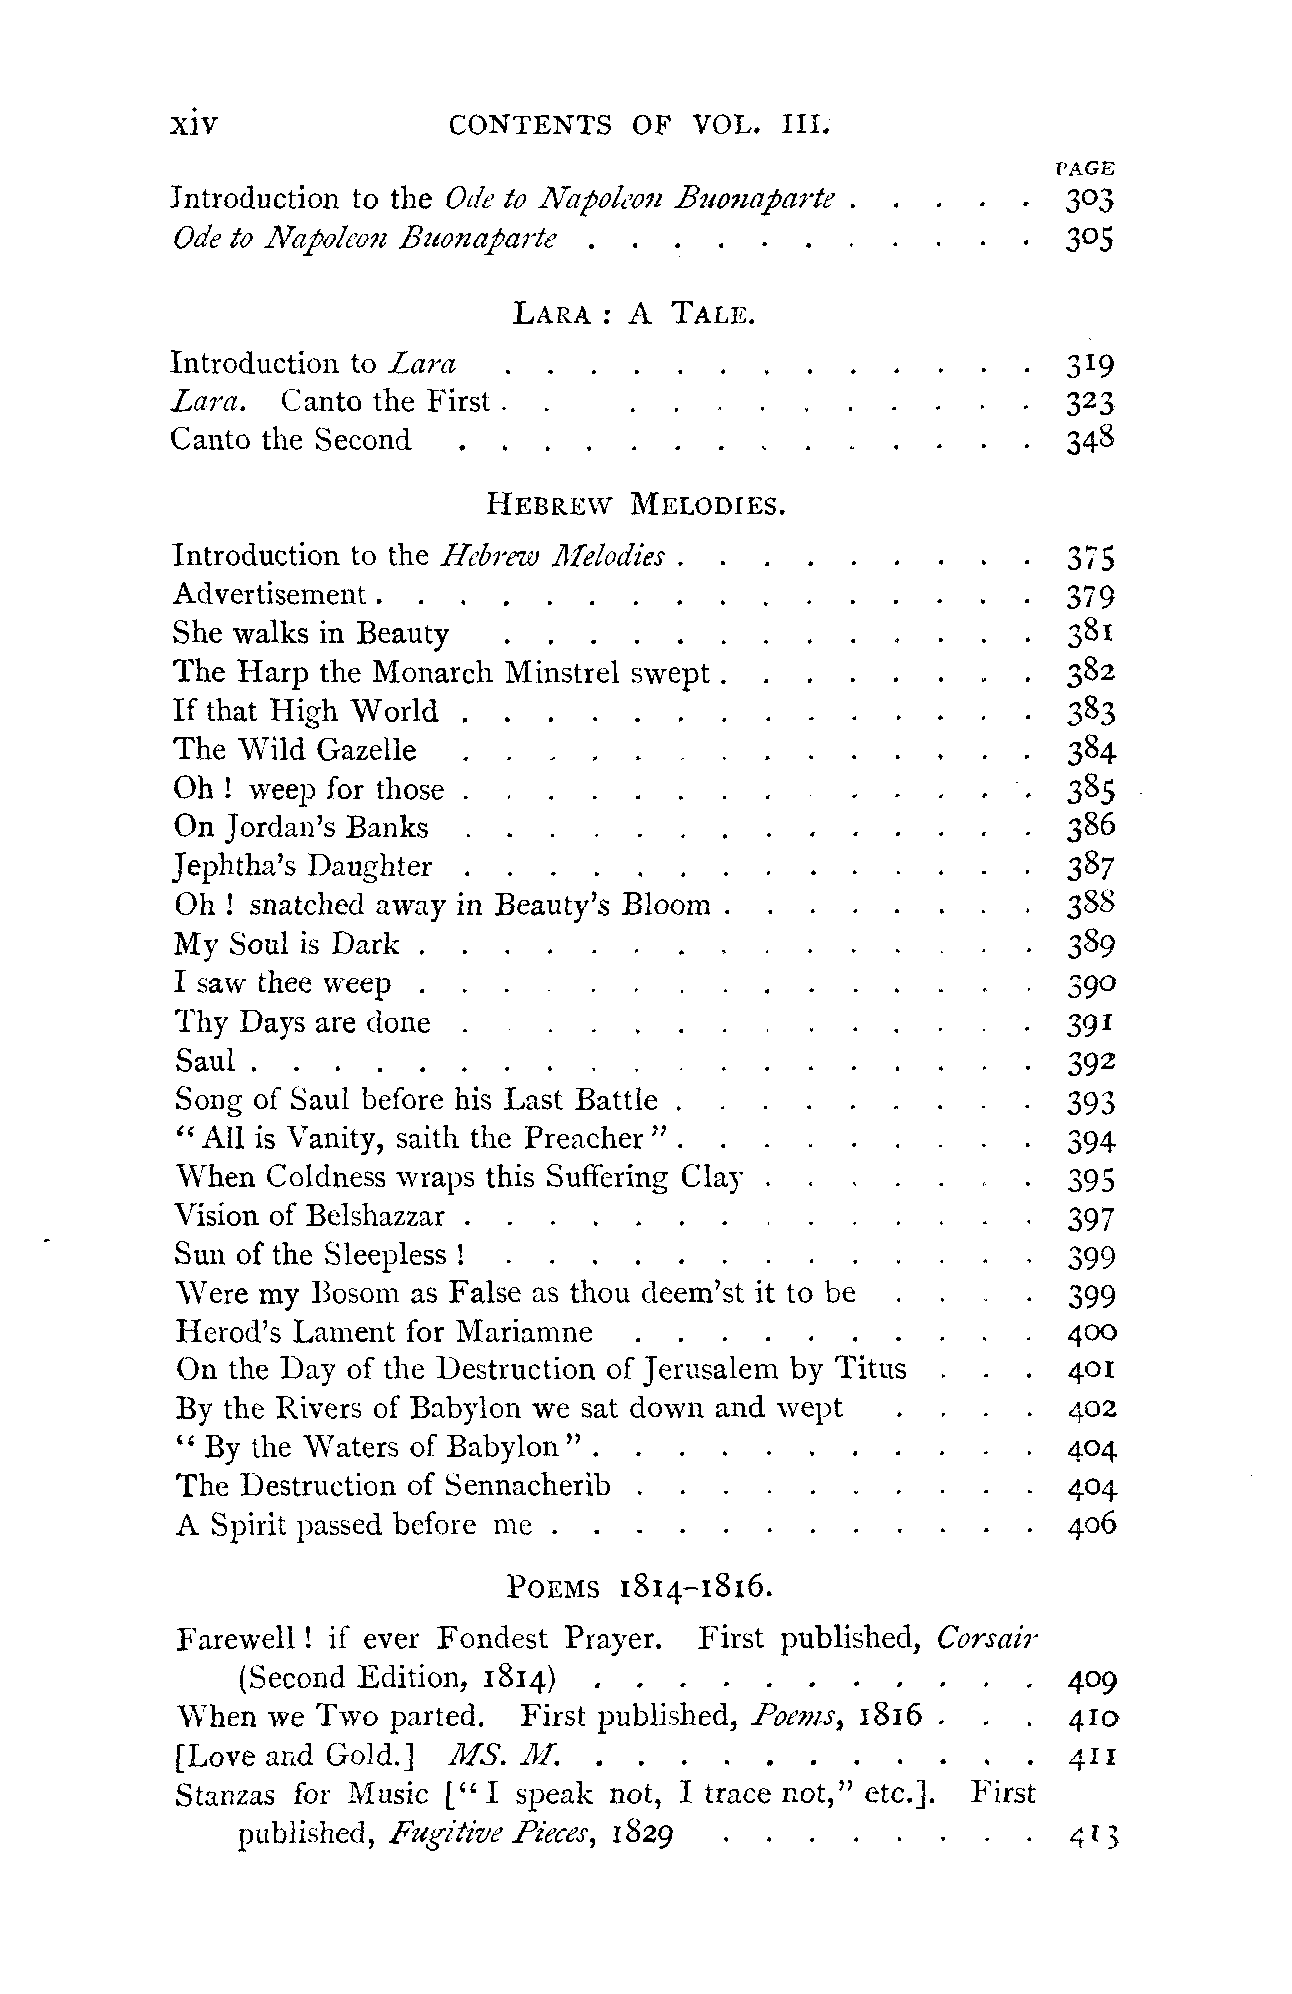 xiv CONTENTS OF VOL. III.
PAGE
Introduction to the Ode to Napoleon Buonaparte . . . . . 303
Ode to Napoleon Buonaparte . . . . . . . . . . . 305
LARA : A TALE.
Introduction to Lara . . . . . . . . . . . . . 319
Lara. Canto the First . . . . . . . . . . . . 323
Canto the Second . . . . . . . . . . . . . . 348
HEBREW MELODIES.
Introduction to the Hebrew Melodies . . . . . . . . . 375
Advertisement . . . . . . . . . . . . . . . . 379
She walks in Beauty . . . . . . . . . . . . . 381
The Harp the Monarch Minstrel swept . . . . . . . . 382
If that High World . . . . . . . . . . . . . . 383
The Wild Gazelle . . . . . . . . . . . . . . 384
Oh ! weep for those . . . . . . . . . . . . . 385
On Jordan's Banks . . . . . . . . . . . . . . 386
Jephtha's Daughter . . . . . . . . . . . . . . 387
Oh ! snatched away in Beauty's Bloom . . . . . . . . 388
My Soul is Dark . . . . . . . . . . . . . . . 389
I saw thee weep . . . . . . . . . . . . . . . 390
Thy Days are done . . . . . . . . . . . . . . 391
Saul . . . . . . . . . . . . . . . . . . . 392
Song of Saul before his Last Battle . . . . . . . . . 393
“ All is Vanity, saith the Preacher ” . . . . . . . . . 394
When Coldness wraps this Suffering Clay . . . . . . . 395
Vision of Belshazzar . . . . . . . . . . . . . . 397
Sun of the Sleepless ! . . . . . . . . . . . . . 399
Were my Bosom as False as thou deem'st it to be . . . . 399
Herod's Lament for Mariamne . . . . . . . . . . 400
On the Day of the Destruction of Jerusalem by Titus . . . 401
By the Rivers of Babylon we sat down and wept . . . . 402
“ By the Waters of Babylon ” . . . . . . . . . . . 404
The Destruction of Sennacherib . . . . . . . . . . 404
A Spirit passed before me . . . . . . . . . . . . 406
POEMS 1814–1816.
Farewell ! if ever Fondest Prayer. First published, Corsair
(Second Edition, 1814) . . . . . . . . . . . 409
When we Two parted. First published, Poems, 1816 . . . 410
[Love and Gold.] MS. M. . . . . . . . . . . . 411
Stanzas for Music [“ I speak not, I trace not,” etc.]. First
published, Fugitive Pieces, 1829 . . . . . . . . 413